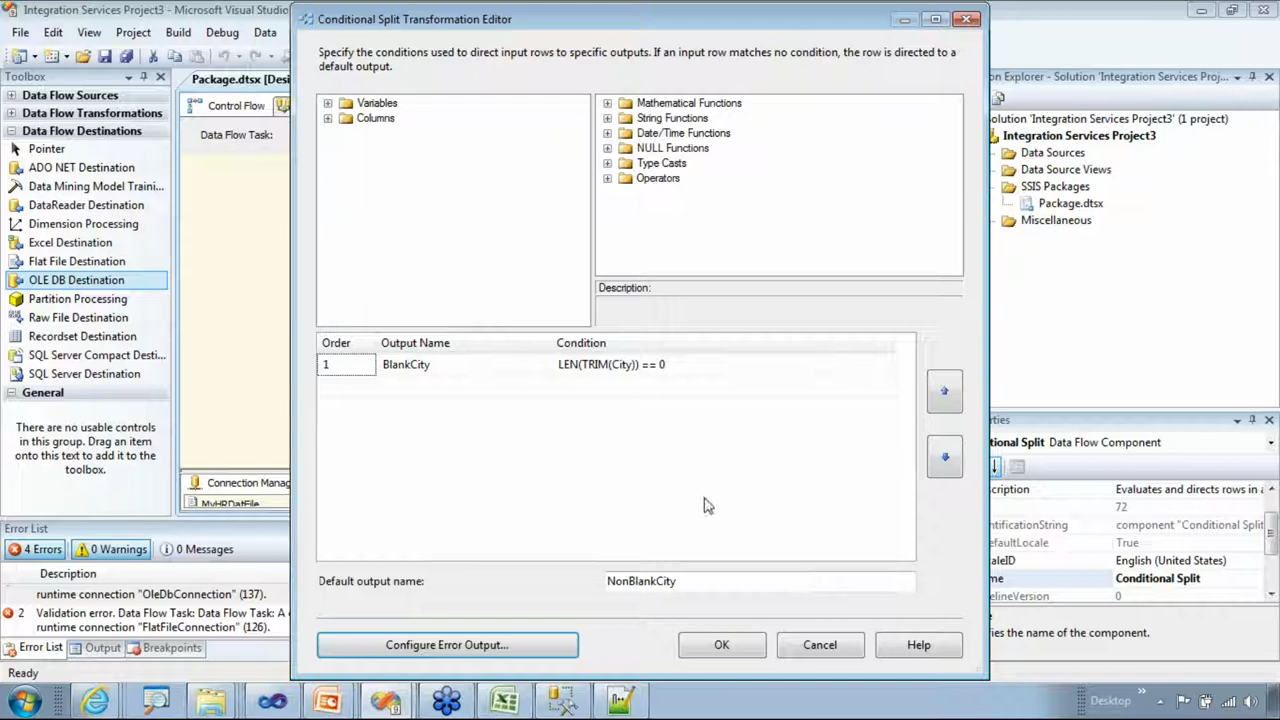 Integration Services Project3 - Microsoft Visual Studio
File Edit View Project Build Debug Data
Toolbox
Data Flow Sources
Data Flow Transformations
Data Flow Destinations
Pointer
ADO NET Destination
Data Mining Model Traini...
DataReader Destination
Dimension Processing
Excel Destination
Flat File Destination
OLE DB Destination
Partition Processing
Raw File Destination
Recordset Destination
SQL Server Compact Desti...
SQL Server Destination
General
There are no usable controls
in this group. Drag an item
onto this text to add it to the
toolbox.
Package.dtsx [Desi
Control Flow
Data Flow Task:
Connection Manag
MyHRDatFile
Conditional Split Transformation Editor
Specify the conditions used to direct input rows to specific outputs. If an input row matches no condition, the row is directed to a
default output.
Variables
Columns
Mathematical Functions
String Functions
Date/Time Functions
NULL Functions
Type Casts
Operators
Description:
Order Output Name Condition
1 BlankCity LEN(TRIM(City)) == 0
Default output name: NonBlankCity
Configure Error Output... OK Cancel Help
on Explorer - Solution 'Integration Services Proj...
Solution 'Integration Services Project3' (1 project)
Integration Services Project3
Data Sources
Data Source Views
SSIS Packages
Package.dtsx
Miscellaneous
rties
ditional Split Data Flow Component
scription Evaluates and directs rows in a
72
entificationString component "Conditional Split
efaultLocale True
aleID English (United States)
me Conditional Split
elineVersion 0
ies the name of the component.
Error List
4 Errors 0 Warnings 0 Messages
Description
runtime connection "OleDbConnection" (137).
2 Validation error. Data Flow Task: Data Flow Task: A c
runtime connection "FlatFileConnection" (126).
Error List Output Breakpoints
Ready
Desktop